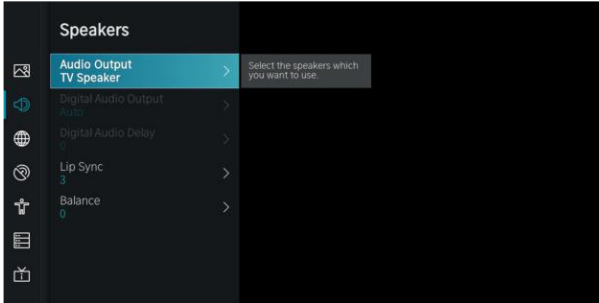 Speakers
Audio Output
TV Speaker
Select the speakers which
you want to use.
Digital Audio Output
Auto
Digital Audio Delay
0
Lip Sync
3
Balance
0